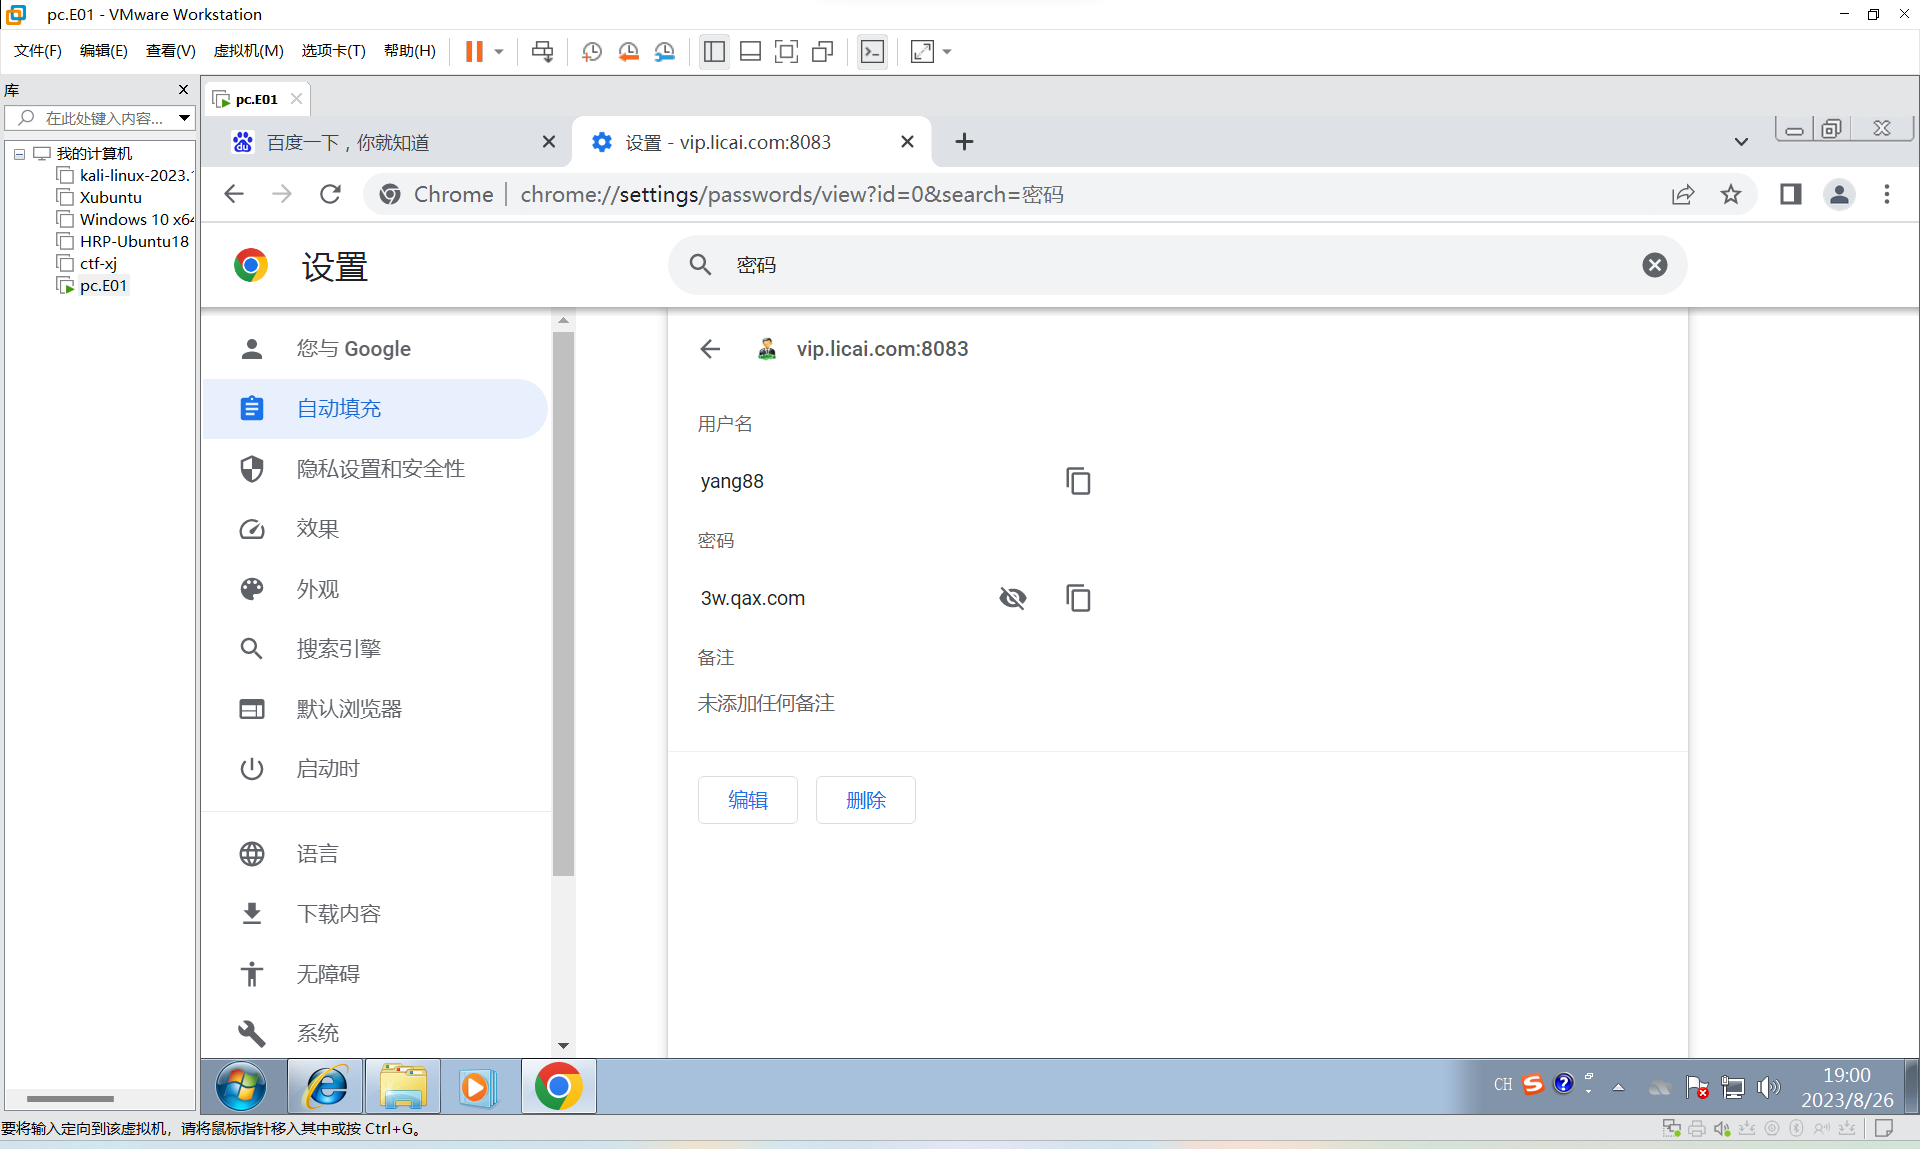 pc.E01 - VMware Workstation
文件(F) 编辑(E) 查看(V) 虚拟机(M) 选项卡(T) 帮助(H)
库
在此处键入内容...
我的计算机
kali-linux-2023.
Xubuntu
Windows 10 x64
HRP-Ubuntu18
ctf-xj
pc.E01
pc.E01
百度一下，你就知道
设置 - vip.licai.com:8083
Chrome | chrome://settings/passwords/view?id=0&search=密码
设置
密码
您与 Google
自动填充
隐私设置和安全性
效果
外观
搜索引擎
默认浏览器
启动时
语言
下载内容
无障碍
系统
vip.licai.com:8083
用户名
yang88
密码
3w.qax.com
备注
未添加任何备注
编辑 删除
CH
19:00
2023/8/26
要将输入定向到该虚拟机，请将鼠标指针移入其中或按 Ctrl+G。